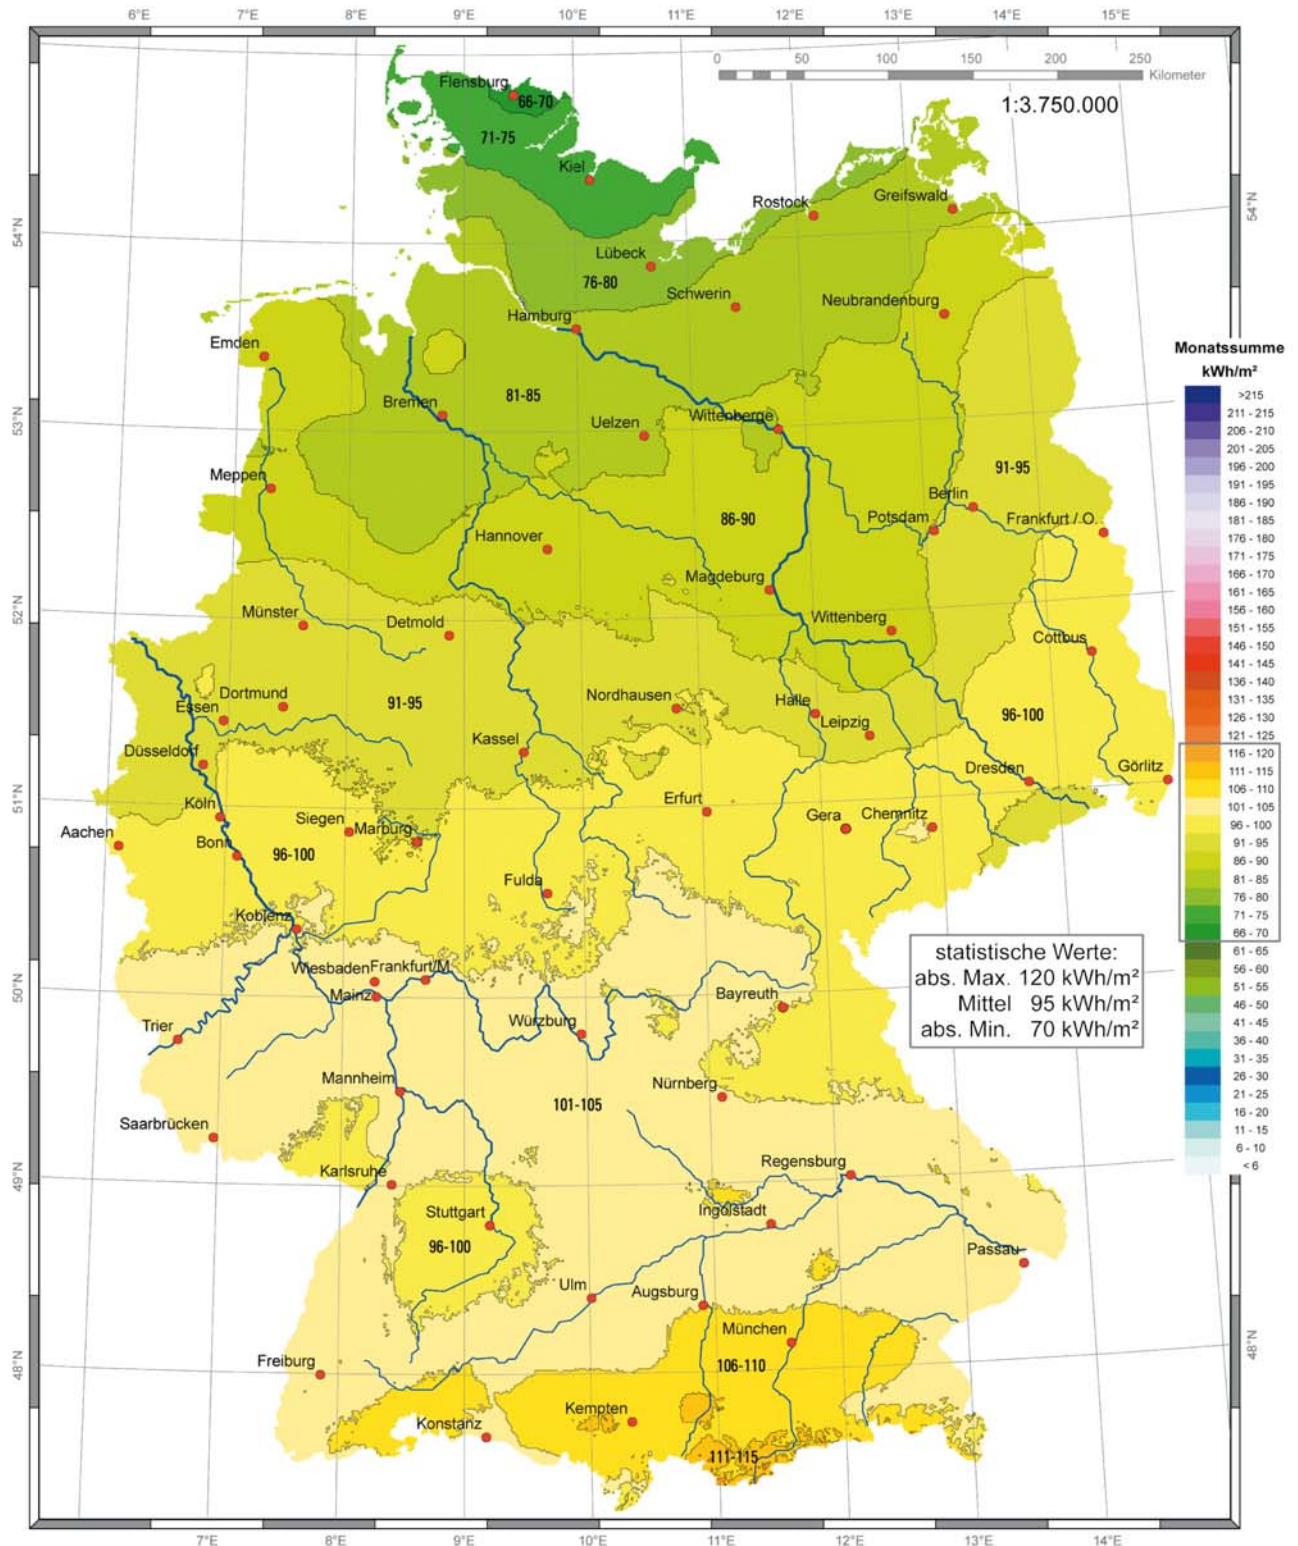 6°E 7°E 8°E 9°E 10°E 11°E 12°E 13°E 14°E 15°E
0 50 100 150 200 250 Kilometer
1:3.750.000
Flensburg
66-70
71-75
Kiel
54°N
54°N
Rostock
Greifswald
Lübeck
76-80
Schwerin
Neubrandenburg
Hamburg
Emden
81-85
Bremen
53°N
Uelzen
Wittenberge
Meppen
91-95
Berlin
86-90
Potsdam
Frankfurt / O.
Hannover
Magdeburg
52°N
Münster
Detmold
Wittenberg
Cottbus
Dortmund
Essen
91-95
Nordhausen
Halle
Leipzig
96-100
Düsseldorf
Kassel
Dresden
Görlitz
51°N
Köln
Erfurt
Aachen
Siegen
Marburg
Gera
Chemnitz
Bonn
96-100
Fulda
Koblenz
Wiesbaden
Frankfurt/M
50°N
Mainz
Bayreuth
Trier
Würzburg
Mannheim
Nürnberg
101-105
Saarbrücken
Karlsruhe
Regensburg
49°N
Stuttgart
Ingolstadt
96-100
Passau
Ulm
Augsburg
München
48°N
48°N
Freiburg
106-110
Kempten
Konstanz
111-115
7°E 8°E 9°E 10°E 11°E 12°E 13°E 14°E
statistische Werte:
abs. Max. 120 kWh/m²
Mittel 95 kWh/m²
abs. Min. 70 kWh/m²
Monatssumme
kWh/m²
>215
211 - 215
206 - 210
201 - 205
196 - 200
191 - 195
186 - 190
181 - 185
176 - 180
171 - 175
166 - 170
161 - 165
156 - 160
151 - 155
146 - 150
141 - 145
136 - 140
131 - 135
126 - 130
121 - 125
116 - 120
111 - 115
106 - 110
101 - 105
96 - 100
91 - 95
86 - 90
81 - 85
76 - 80
71 - 75
66 - 70
61 - 65
56 - 60
51 - 55
46 - 50
41 - 45
36 - 40
31 - 35
26 - 30
21 - 25
16 - 20
11 - 15
6 - 10
< 6